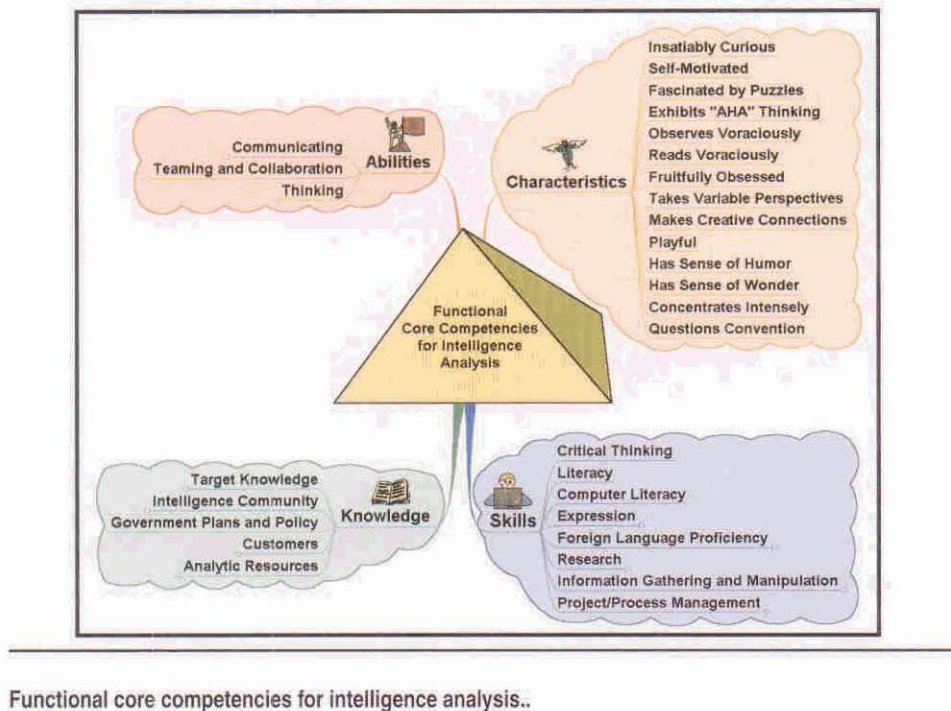 Communicating
Teaming and Collaboration
Thinking
Abilities
Characteristics
Insatiably Curious
Self-Motivated
Fascinated by Puzzles
Exhibits "AHA" Thinking
Observes Voraciously
Reads Voraciously
Fruitfully Obsessed
Takes Variable Perspectives
Makes Creative Connections
Playful
Has Sense of Humor
Has Sense of Wonder
Concentrates Intensely
Questions Convention
Functional
Core Competencies
for Intelligence
Analysis
Target Knowledge
Intelligence Community
Government Plans and Policy
Customers
Analytic Resources
Knowledge
Skills
Critical Thinking
Literacy
Computer Literacy
Expression
Foreign Language Proficiency
Research
Information Gathering and Manipulation
Project/Process Management
Functional core competencies for intelligence analysis..